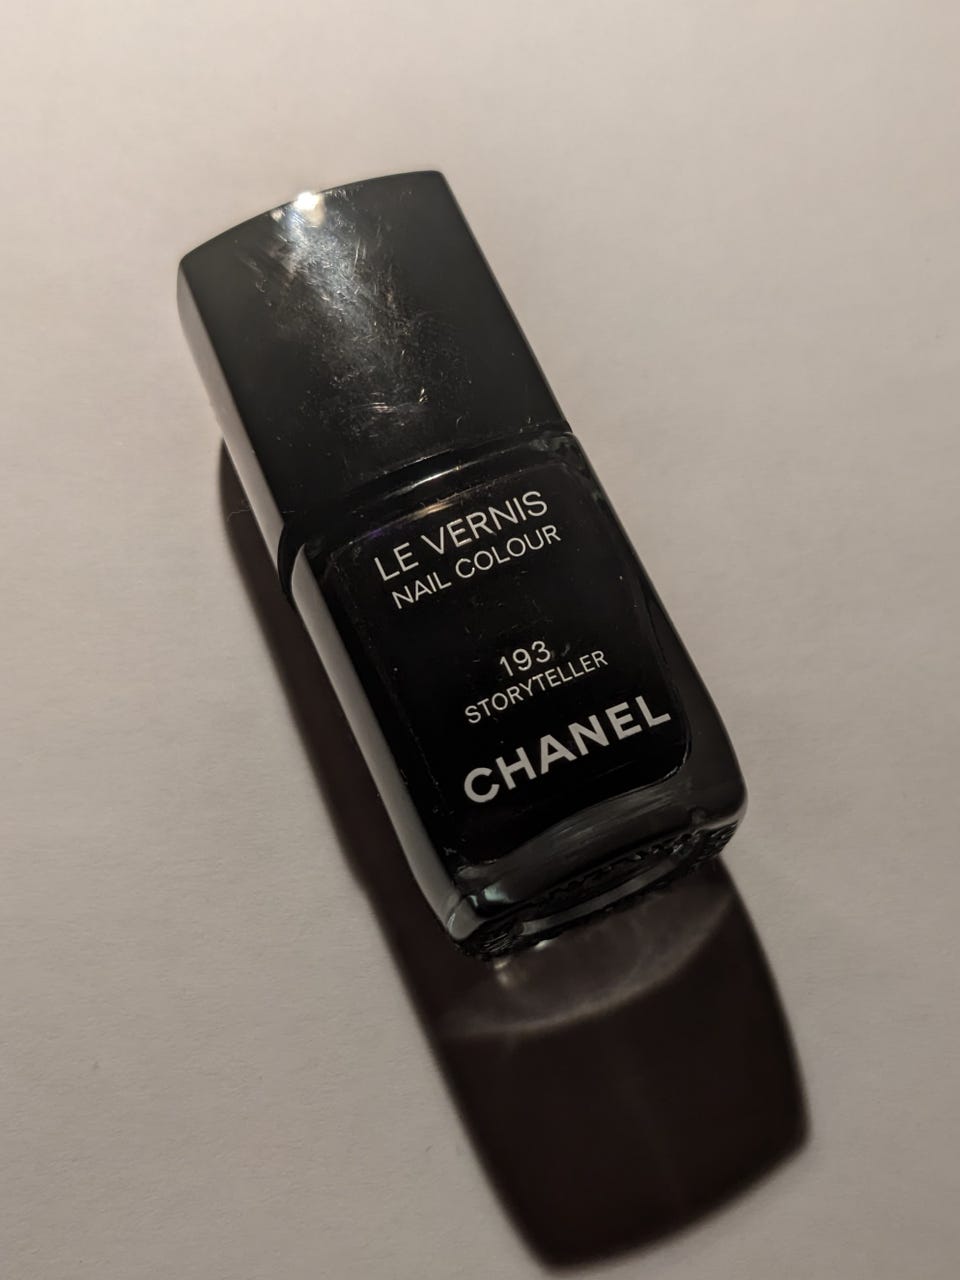 LE VERNIS
NAIL COLOUR
193
STORYTELLER
CHANEL